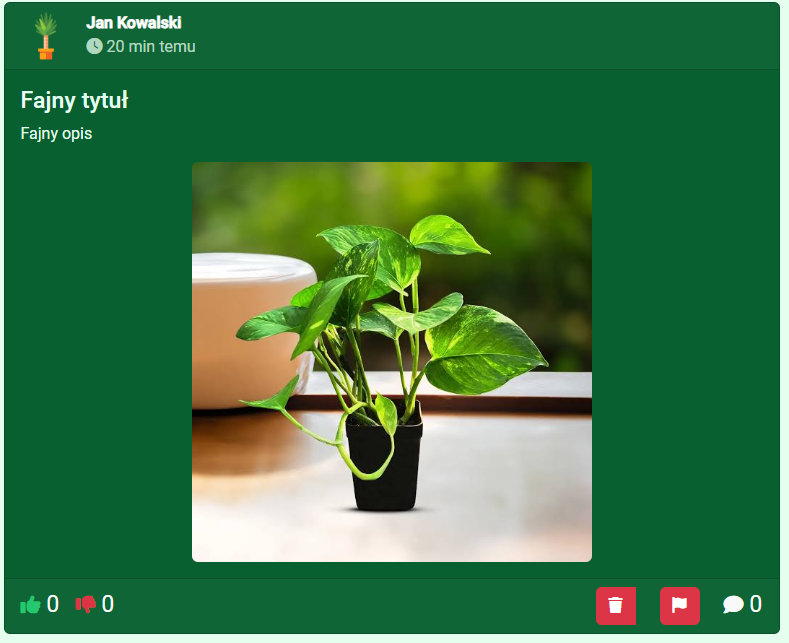 Jan Kowalski
20 min temu
Fajny tytuł
Fajny opis
0 0 0